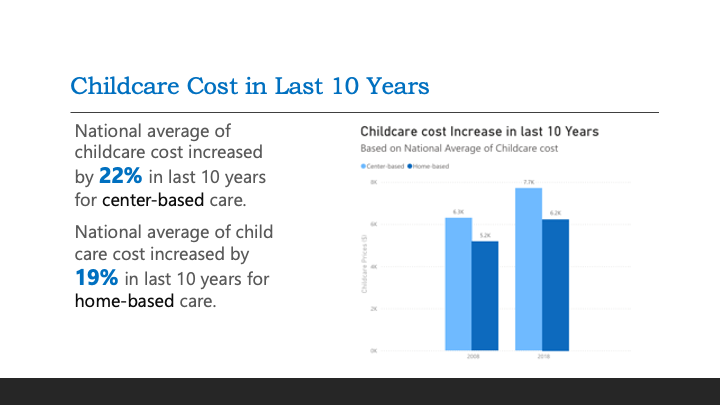 Childcare Cost in Last 10 Years
National average of
childcare cost increased
by 22% in last 10 years
for center-based care.
National average of child
care cost increased by
19% in last 10 years for
home-based care.
Childcare cost Increase in last 10 Years
Based on National Average of Childcare cost
Center-based Home-based
Childcare Prices ($)
8K
6K
4K
2K
0K
6.3K
5.2K
7.7K
6.2K
2008
2018